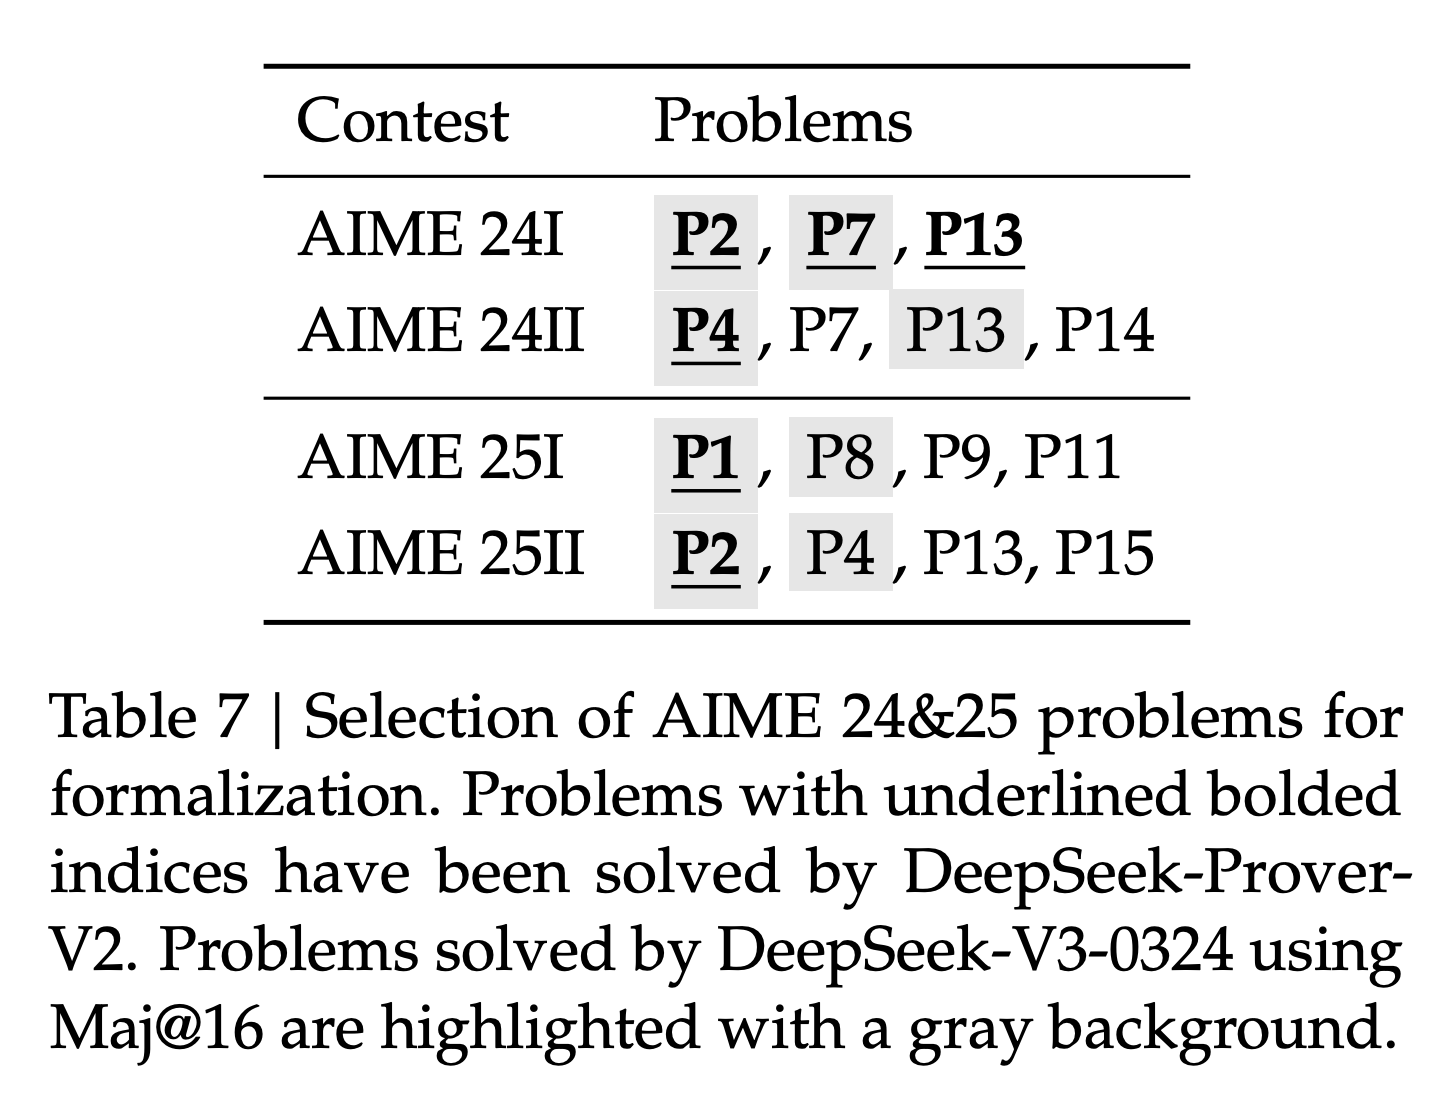 Contest Problems
AIME 24I P2 , P7 , P13
AIME 24II P4 , P7, P13 , P14
AIME 25I P1 , P8 , P9, P11
AIME 25II P2 , P4 , P13, P15
Table 7 | Selection of AIME 24&25 problems for
formalization. Problems with underlined bolded
indices have been solved by DeepSeek-Prover-
V2. Problems solved by DeepSeek-V3-0324 using
Maj@16 are highlighted with a gray background.